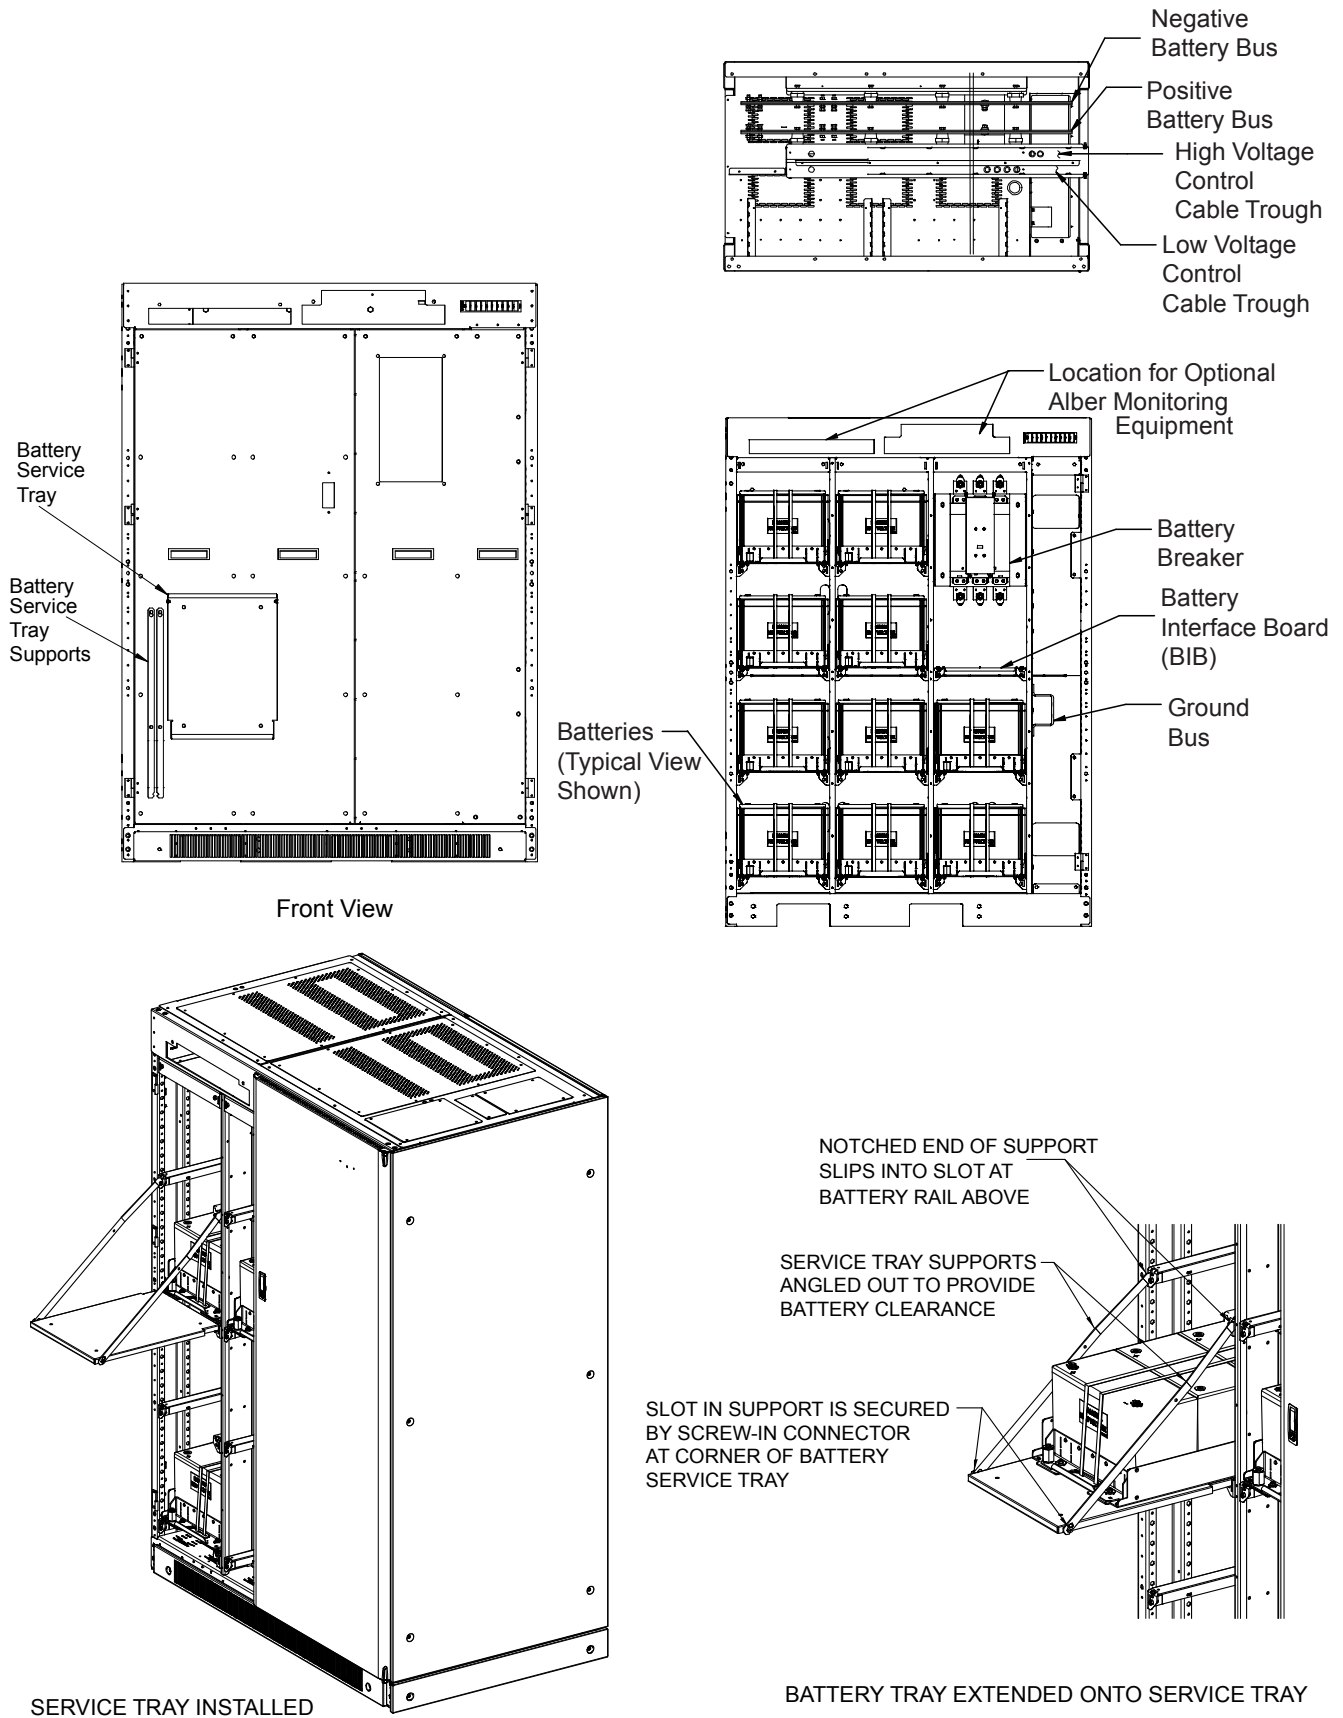 Negative
Battery Bus
Positive
Battery Bus
High Voltage
Control
Cable Trough
Low Voltage
Control
Cable Trough
Battery
Service
Tray
Battery
Service
Tray
Supports
Front View
Location for Optional
Alber Monitoring
Equipment
Battery
Breaker
Battery
Interface Board
(BIB)
Ground
Bus
Batteries
(Typical View
Shown)
SERVICE TRAY INSTALLED
NOTCHED END OF SUPPORT
SLIPS INTO SLOT AT
BATTERY RAIL ABOVE
SERVICE TRAY SUPPORTS
ANGLED OUT TO PROVIDE
BATTERY CLEARANCE
SLOT IN SUPPORT IS SECURED
BY SCREW-IN CONNECTOR
AT CORNER OF BATTERY
SERVICE TRAY
BATTERY TRAY EXTENDED ONTO SERVICE TRAY